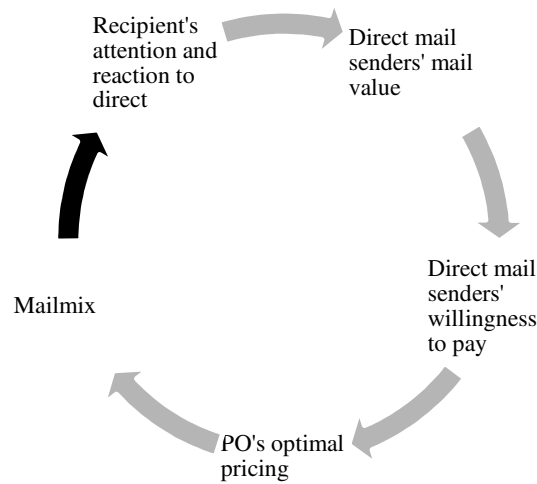 Recipient's
attention and
reaction to
direct
Direct mail
senders' mail
value
Direct mail
senders'
willingness
to pay
PO's optimal
pricing
Mailmix